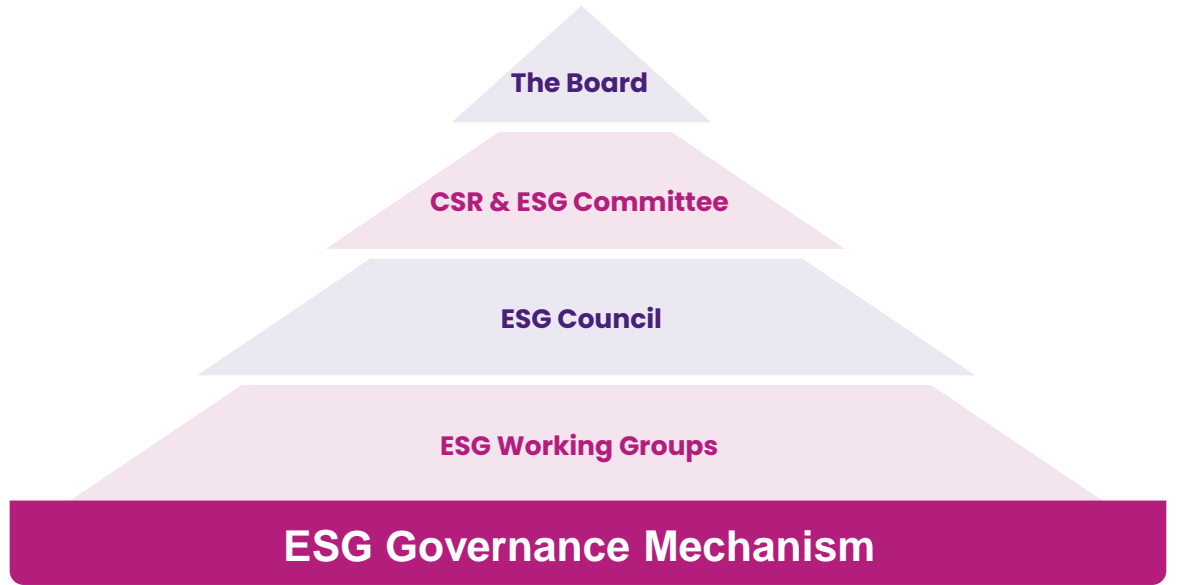 The Board
CSR & ESG Committee
ESG Council
ESG Working Groups
ESG Governance Mechanism